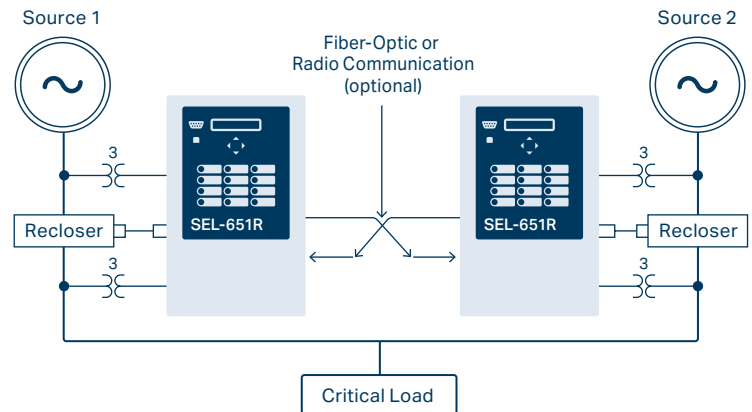 Source 1
Source 2
Fiber-Optic or
Radio Communication
(optional)
3
3
SEL-651R
SEL-651R
Recloser
Recloser
3
3
Critical Load